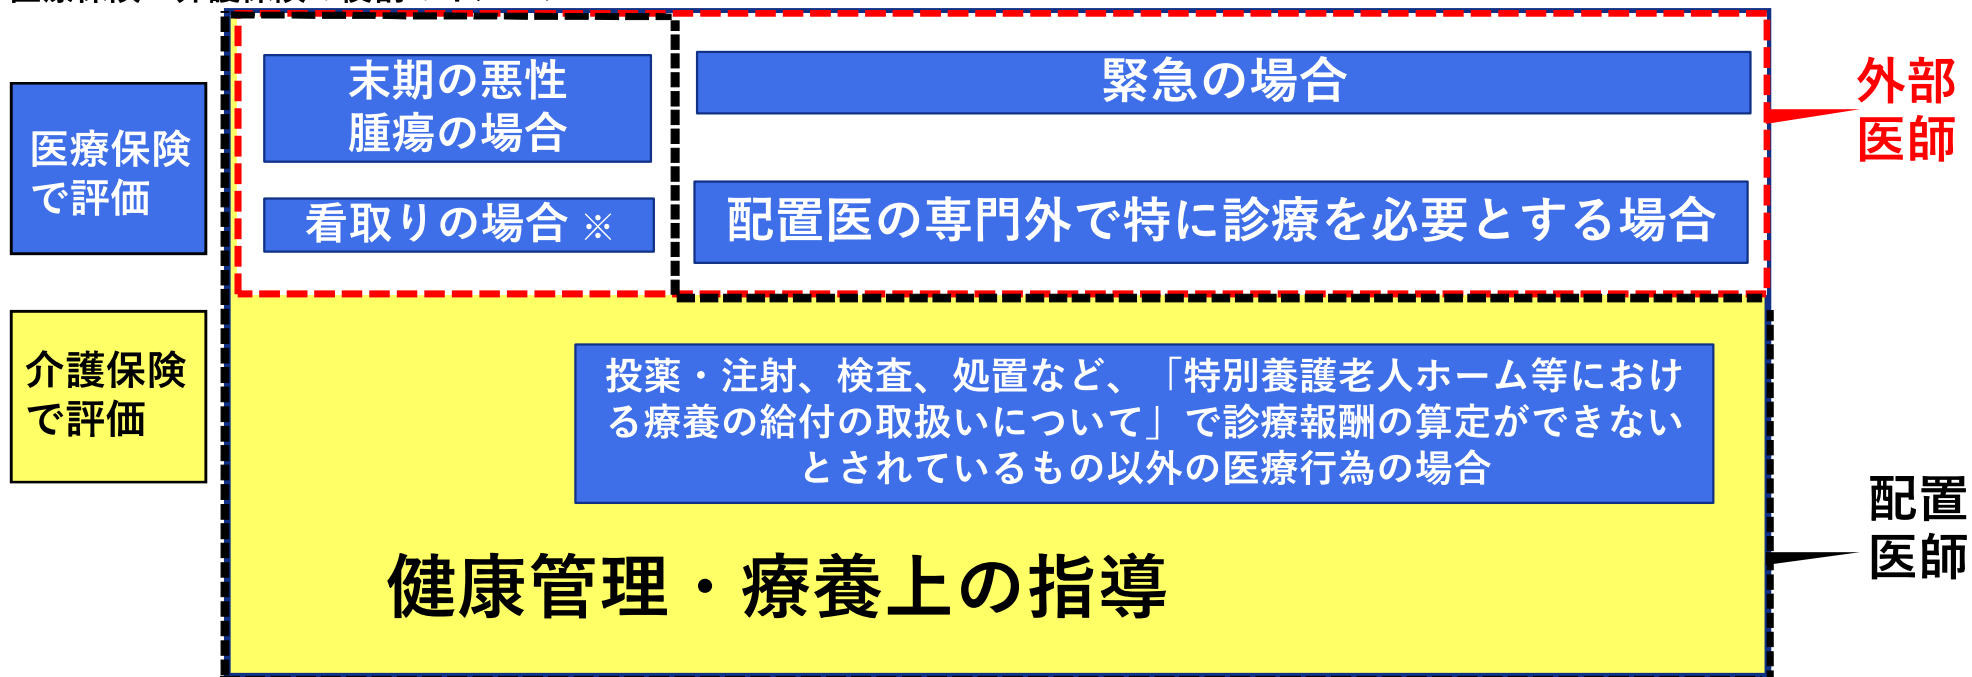 末期の悪性
腫瘍の場合
緊急の場合
外部
医師
医療保険
で評価
看取りの場合 ※
配置医の専門外で特に診療を必要とする場合
介護保険
で評価
投薬・注射、検査、処置など、「特別養護老人ホーム等におけ
る療養の給付の取扱いについて」で診療報酬の算定ができない
とされているもの以外の医療行為の場合
配置
医師
健康管理・療養上の指導